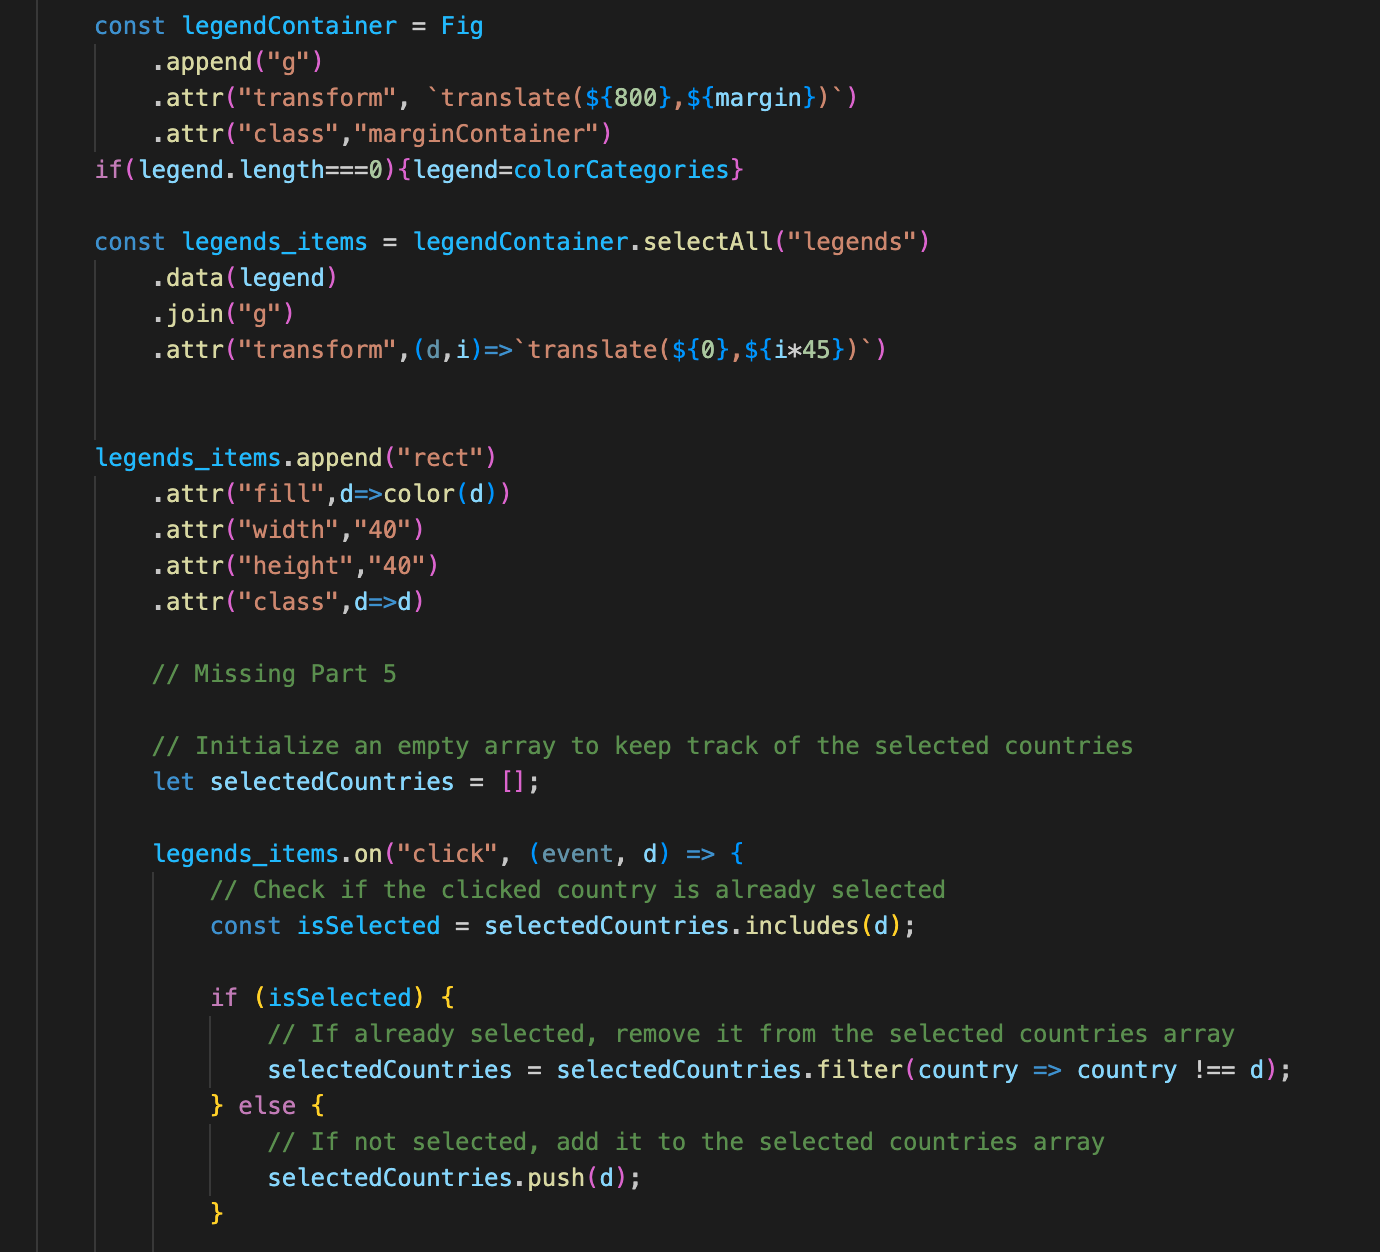 const legendContainer = Fig
.append("g")
.attr("transform", `translate(${800},${margin})`)
.attr("class","marginContainer")
if(legend.length===0){legend=colorCategories}
const legends_items = legendContainer.selectAll("legends")
.data(legend)
.join("g")
.attr("transform",(d,i)=>`translate(${0},${i*45})`)
legends_items.append("rect")
.attr("fill",d=>color(d))
.attr("width","40")
.attr("height","40")
.attr("class",d=>d)
// Missing Part 5
// Initialize an empty array to keep track of the selected countries
let selectedCountries = [];
legends_items.on("click", (event, d) => {
// Check if the clicked country is already selected
const isSelected = selectedCountries.includes(d);
if (isSelected) {
// If already selected, remove it from the selected countries array
selectedCountries = selectedCountries.filter(country => country !== d);
} else {
// If not selected, add it to the selected countries array
selectedCountries.push(d);
}